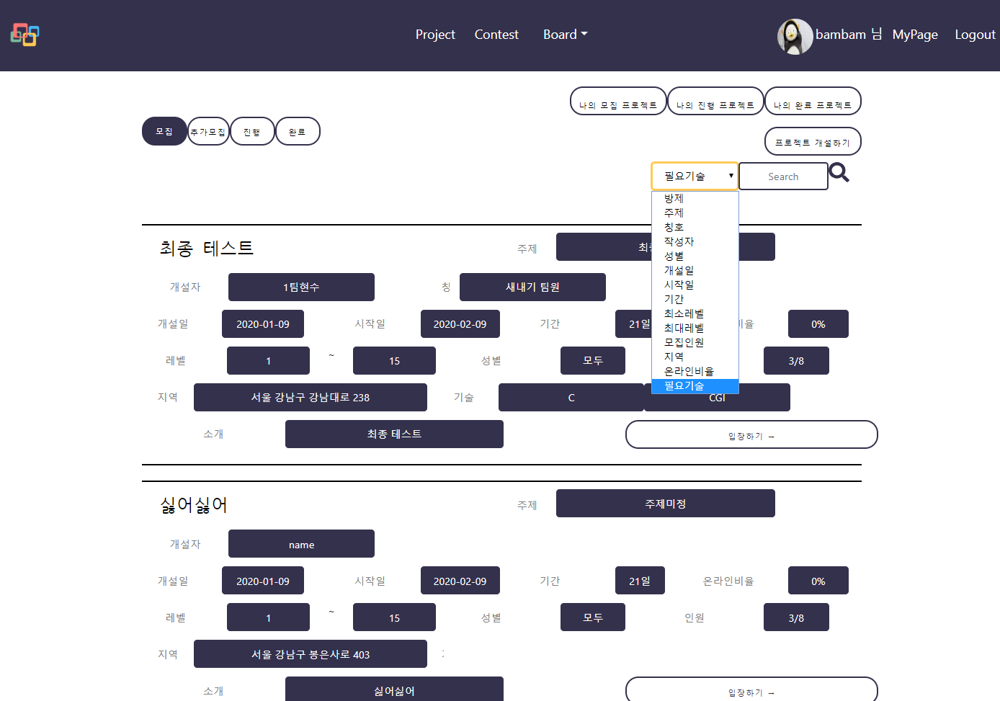 Project Contest Board bambam 님 MyPage Logout
나의 모집 프로젝트 나의 진행 프로젝트 나의 완료 프로젝트
모집 추가모집 진행 완료
프로젝트 개설하기
필요기술 Search
방제
주제
칭호
작성자
성별
개설일
시작일
기간
최소레벨
최대레벨
모집인원
지역
온라인비율
필요기술
최종 테스트 주제
개설자 1팀현수 칭 새내기 팀원
개설일 2020-01-09 시작일 2020-02-09 기간 21일 비율 0%
레벨 1 ~ 15 성별 모두 3/8
지역 서울 강남구 강남대로 238 기술 C CGI
소개 최종 테스트 입장하기 →
싫어싫어 주제 주제미정
개설자 name
개설일 2020-01-09 시작일 2020-02-09 기간 21일 온라인비율 0%
레벨 1 ~ 15 성별 모두 인원 3/8
지역 서울 강남구 봉은사로 403
소개 싫어싫어 입장하기 →